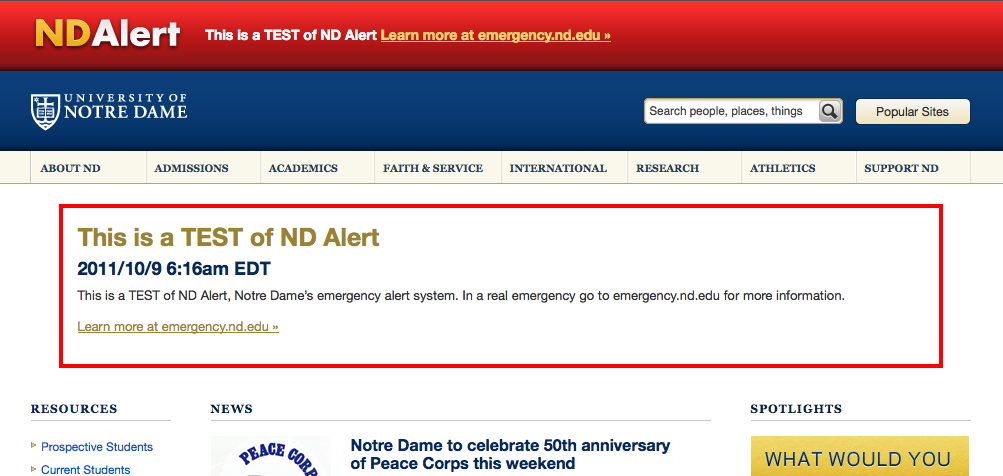 NDAlert This is a TEST of ND Alert Learn more at emergency.nd.edu »
UNIVERSITY OF
NOTRE DAME
Search people, places, things
Popular Sites
ABOUT ND ADMISSIONS ACADEMICS FAITH & SERVICE INTERNATIONAL RESEARCH ATHLETICS SUPPORT ND
This is a TEST of ND Alert
2011/10/9 6:16am EDT
This is a TEST of ND Alert, Notre Dame's emergency alert system. In a real emergency go to emergency.nd.edu for more information.
Learn more at emergency.nd.edu »
RESOURCES
Prospective Students
Current Students
NEWS
PEACE CORPS
Notre Dame to celebrate 50th anniversary
of Peace Corps this weekend
SPOTLIGHTS
WHAT WOULD YOU